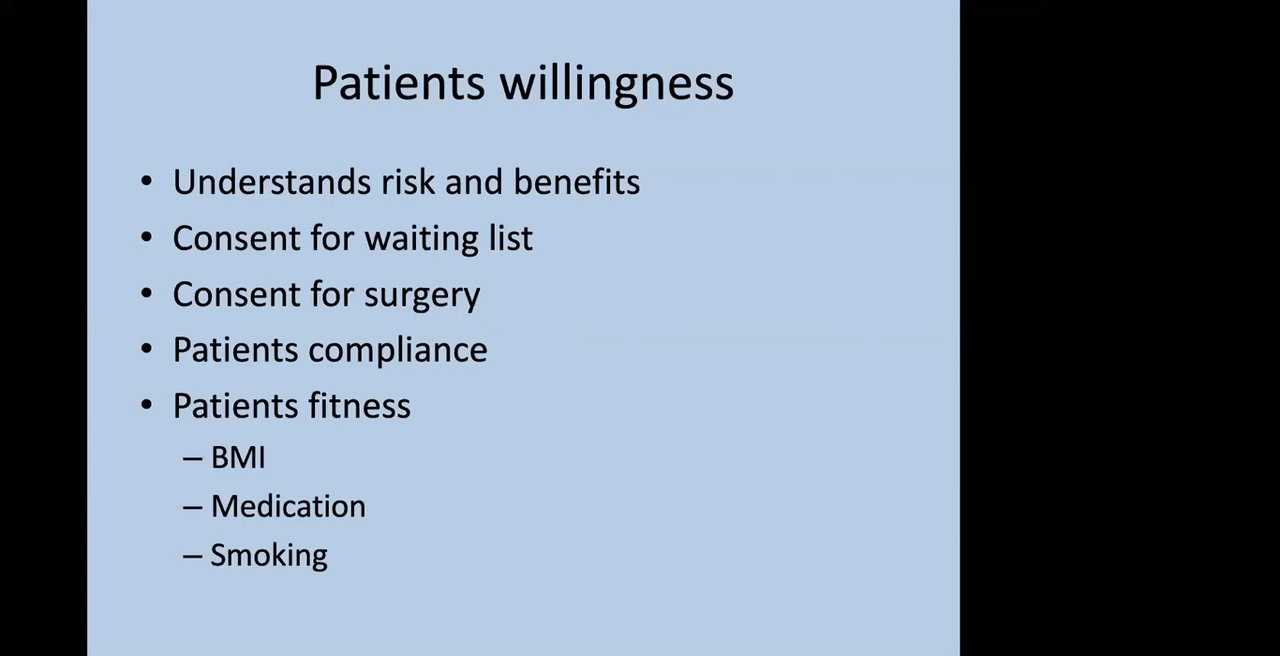 Patients willingness
• Understands risk and benefits
• Consent for waiting list
• Consent for surgery
• Patients compliance
• Patients fitness
– BMI
– Medication
– Smoking